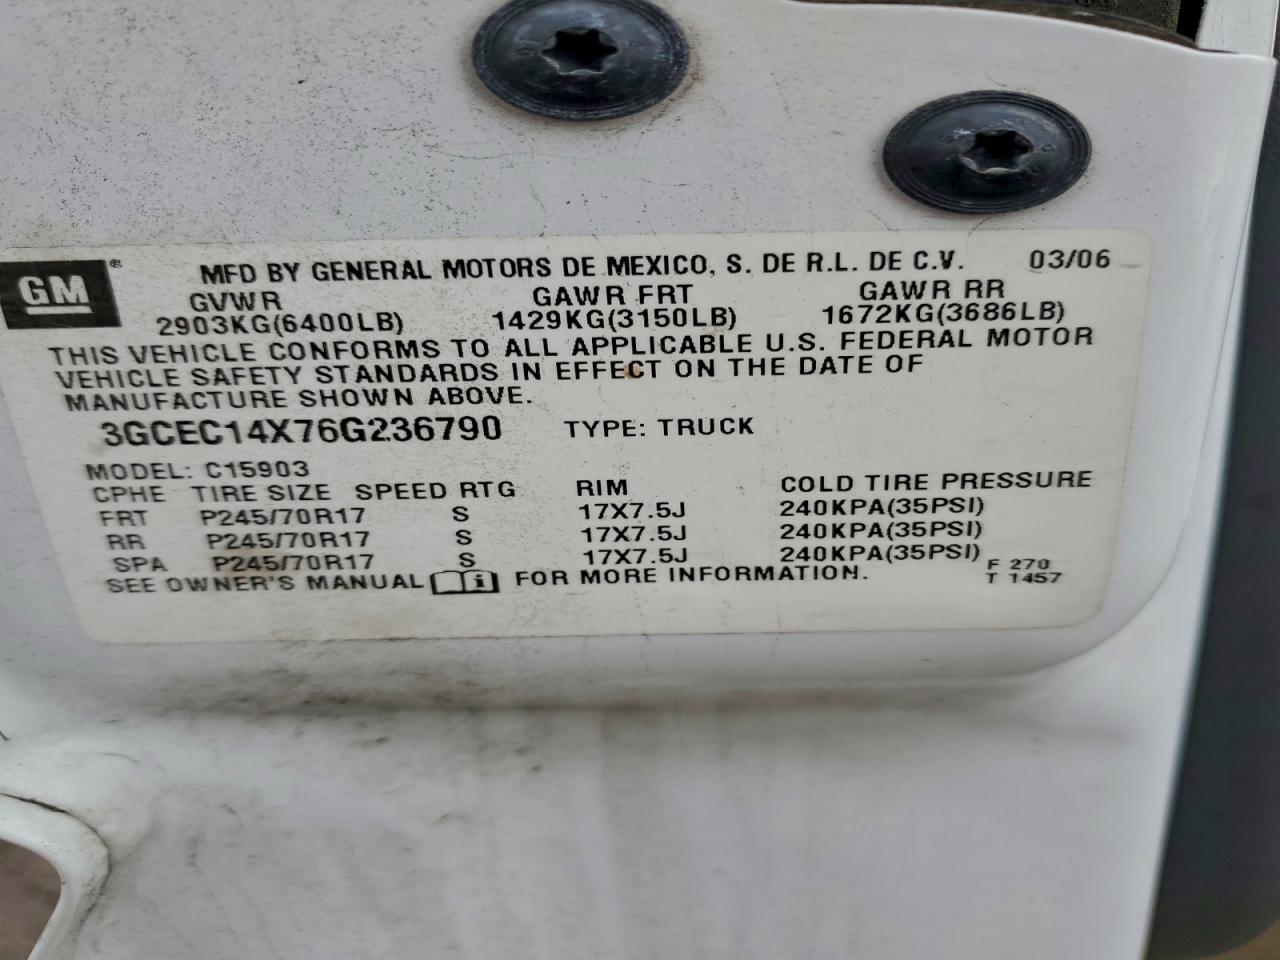 GM® MFD BY GENERAL MOTORS DE MEXICO, S. DE R.L. DE C.V. 03/06
GVWR GAWR FRT GAWR RR
2903KG(6400LB) 1429KG(3150LB) 1672KG(3686LB)
THIS VEHICLE CONFORMS TO ALL APPLICABLE U.S. FEDERAL MOTOR
VEHICLE SAFETY STANDARDS IN EFFECT ON THE DATE OF
MANUFACTURE SHOWN ABOVE.
3GCEC14X76G236790 TYPE: TRUCK
MODEL: C15903
CPHE TIRE SIZE SPEED RTG RIM COLD TIRE PRESSURE
FRT P245/70R17 S 17X7.5J 240KPA(35PSI)
RR P245/70R17 S 17X7.5J 240KPA(35PSI)
SPA P245/70R17 S 17X7.5J 240KPA(35PSI)
SEE OWNER'S MANUAL i FOR MORE INFORMATION.
F 270
T 1457